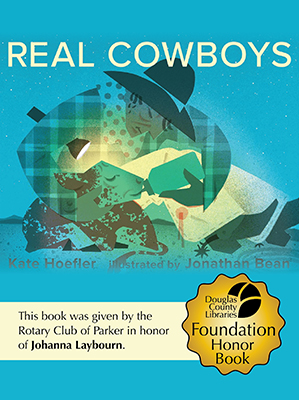 REAL COWBOYS
Kate Hoefler illustrated by Jonathan Bean
This book was given by the
Rotary Club of Parker in honor
of Johanna Laybourn.
Douglas
County
Libraries
Foundation
Honor
Book